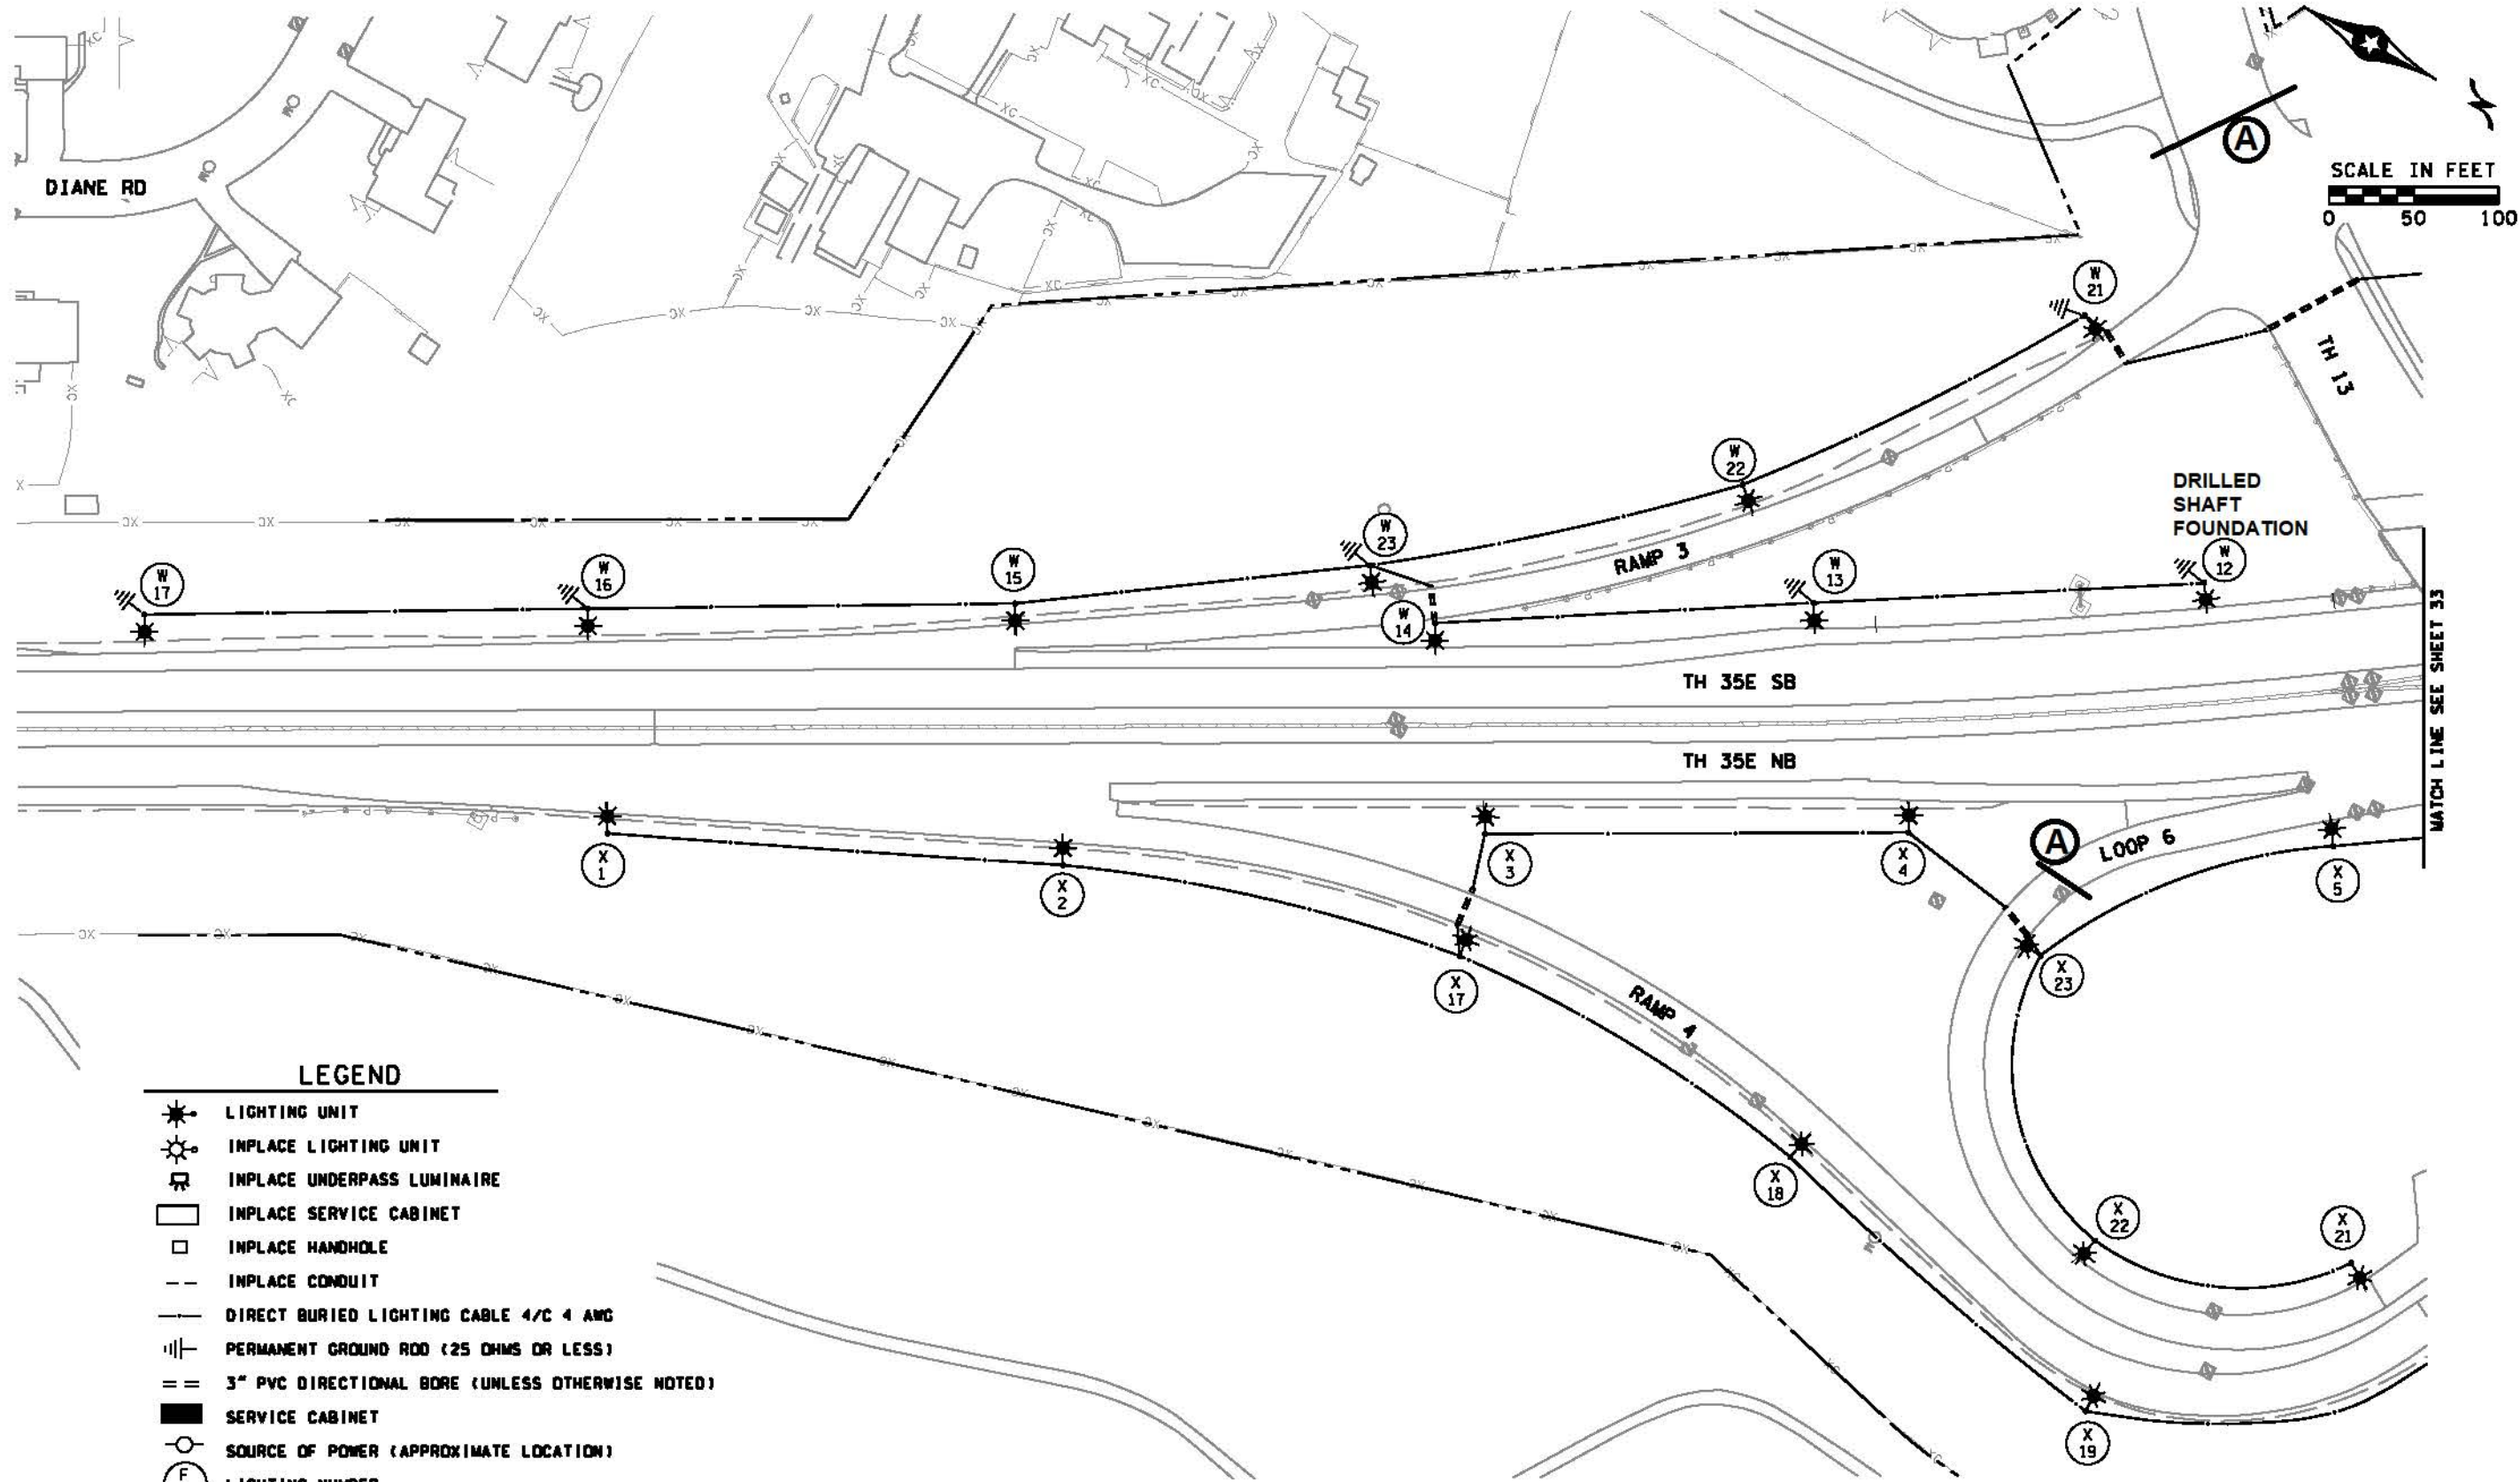 DIANE RD
A
SCALE IN FEET
0 50 100
W
21
TH 13
W
22
DRILLED
SHAFT
FOUNDATION
W
23
RAMP 3
W
12
W
13
W
17
W
16
W
15
W
14
TH 35E SB
MATCH LINE SEE SHEET 33
TH 35E NB
A
LOOP 6
X
1
X
2
X
3
X
4
X
5
X
17
X
23
RAMP 4
X
18
X
22
X
21
X
19
LEGEND
LIGHTING UNIT
INPLACE LIGHTING UNIT
INPLACE UNDERPASS LUMINAIRE
INPLACE SERVICE CABINET
INPLACE HANDHOLE
INPLACE CONDUIT
DIRECT BURIED LIGHTING CABLE 4/C 4 AWG
PERMANENT GROUND ROD (25 OHMS OR LESS)
3" PVC DIRECTIONAL BORE (UNLESS OTHERWISE NOTED)
SERVICE CABINET
SOURCE OF POWER (APPROXIMATE LOCATION)
F